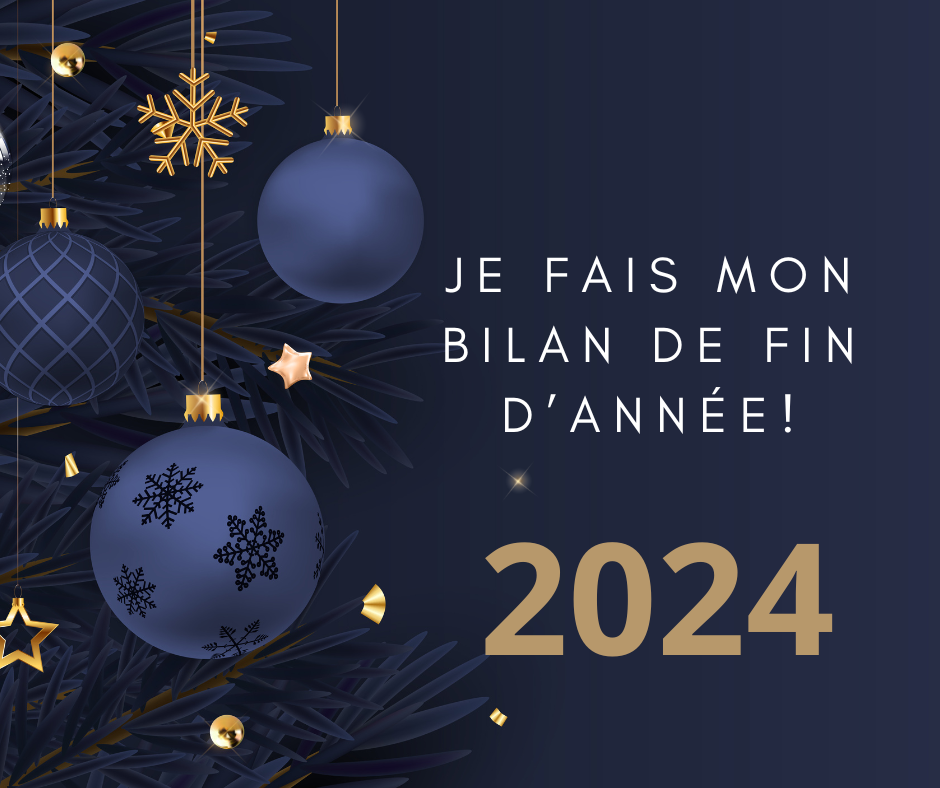 JE FAIS MON
BILAN DE FIN
D'ANNÉE!
2024